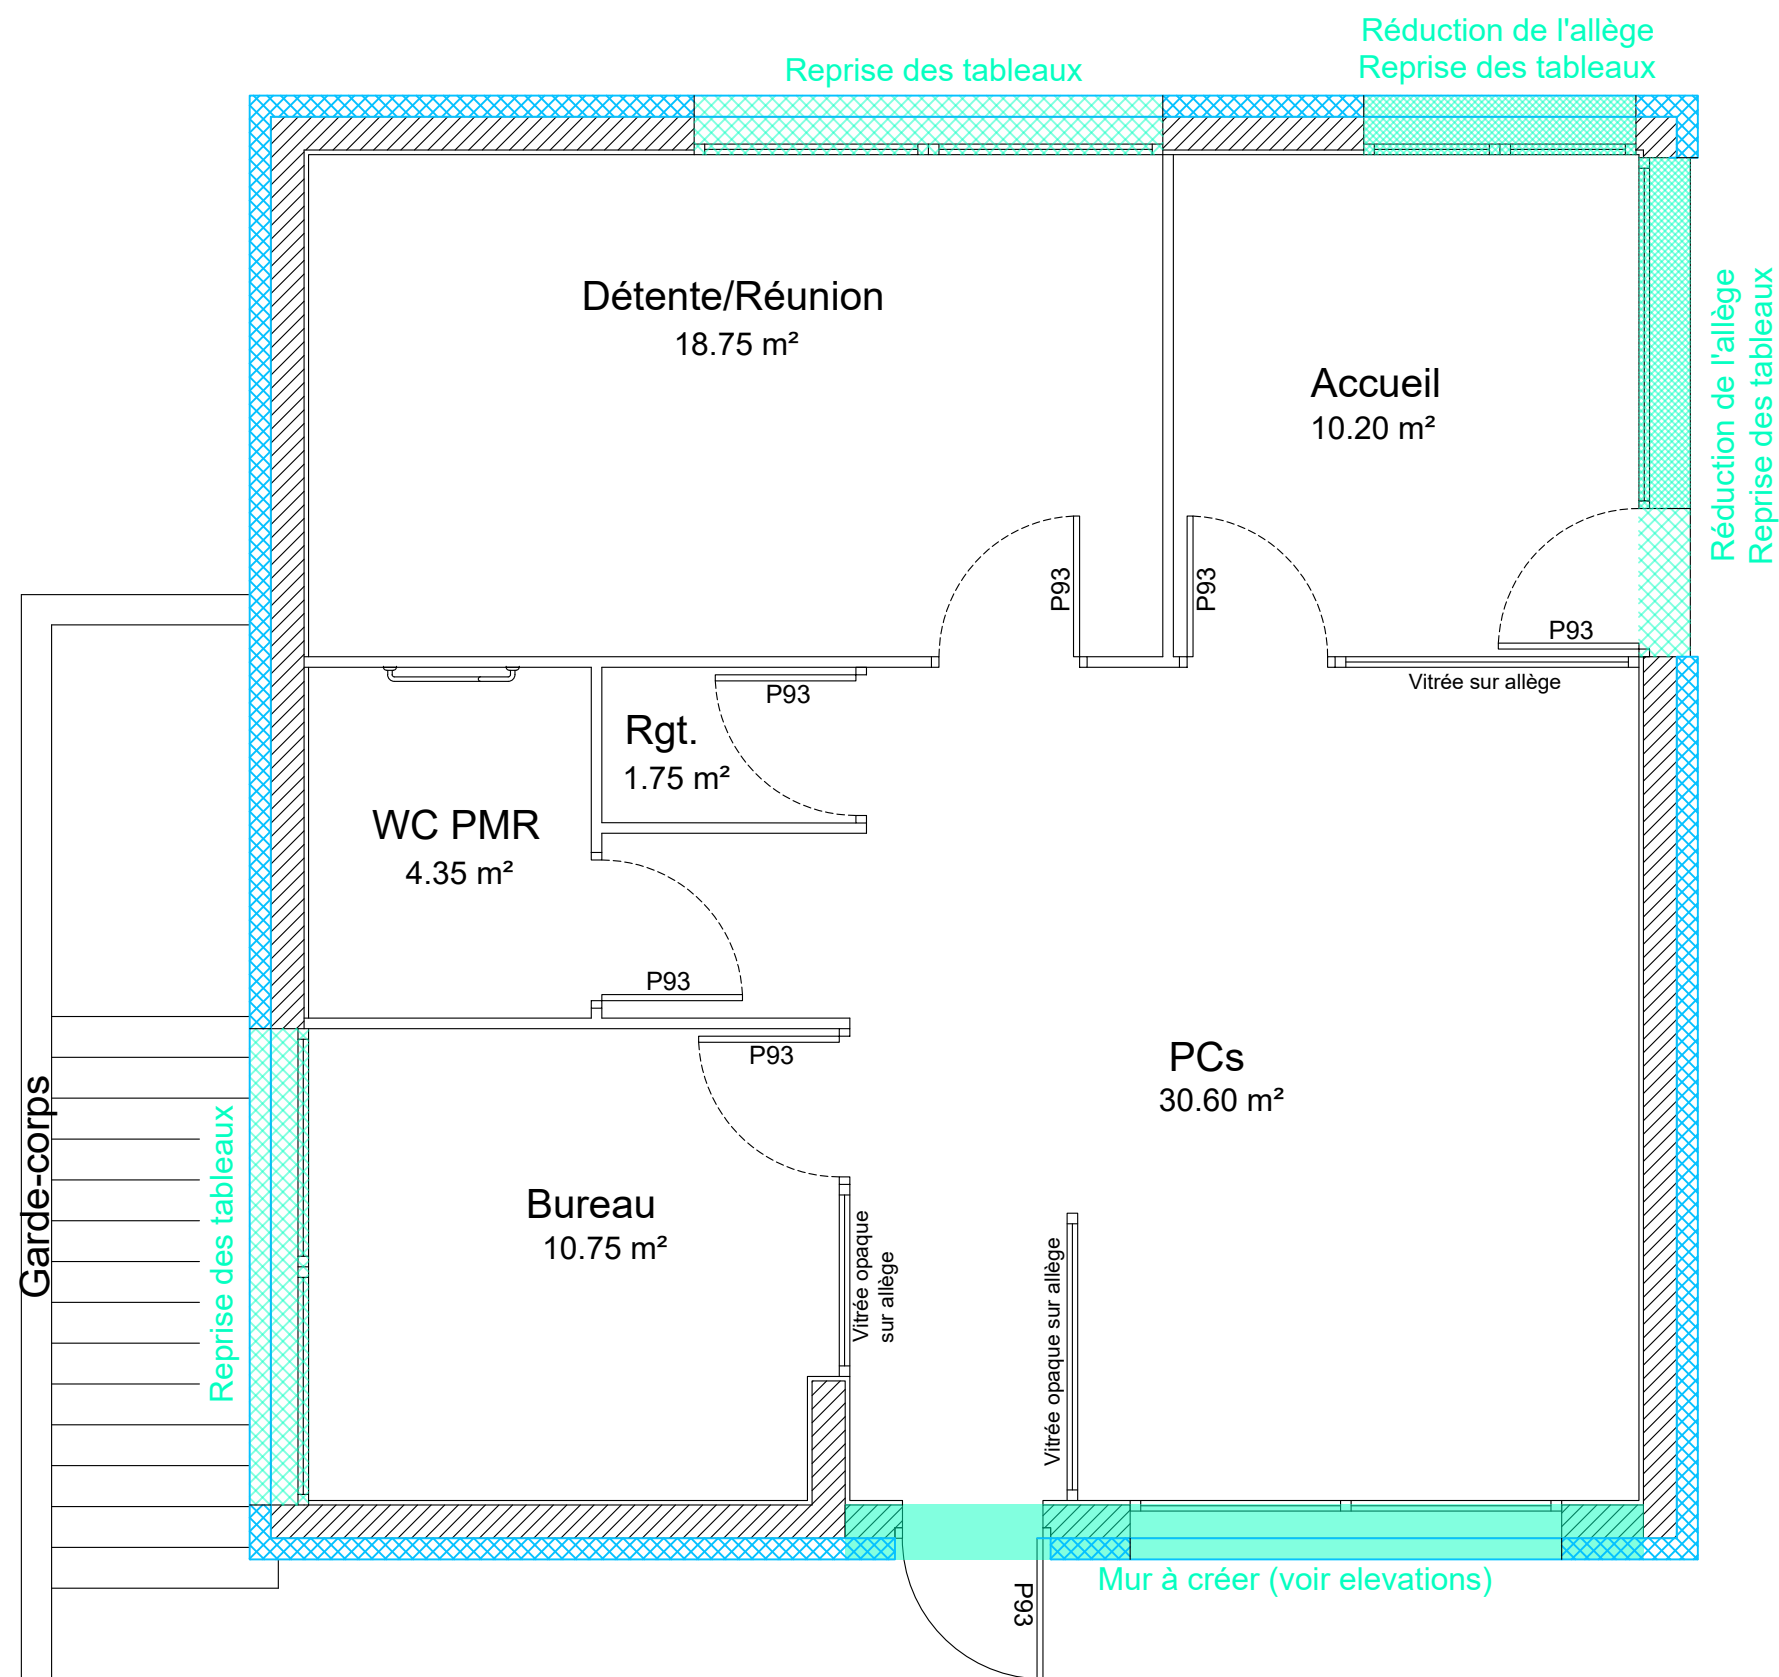 Réduction de l'allège
Reprise des tableaux
Reprise des tableaux
Détente/Réunion
18.75 m²
Accueil
10.20 m²
Réduction de l'allège
Reprise des tableaux
P93
P93
P93
Vitrée sur allège
P93
Rgt.
1.75 m²
WC PMR
4.35 m²
P93
P93
PCs
30.60 m²
Bureau
10.75 m²
Garde-corps
Reprise des tableaux
Vitrée opaque
sur allège
Vitrée opaque sur allège
Mur à créer (voir elevations)
P93